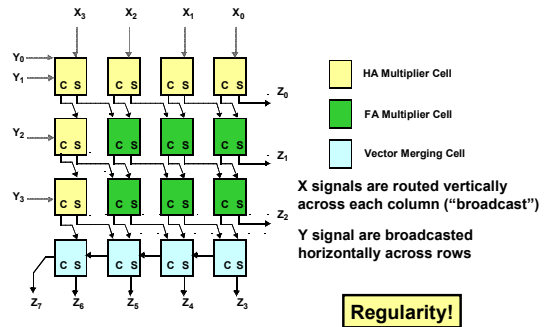 X3 X2 X1 X0
Y0
Y1
C S C S C S C S
Z0
Y2
C S C S C S C S
Z1
Y3
C S C S C S C S
Z2
C S C S C S C S
Z7 Z6 Z5 Z4 Z3
HA Multiplier Cell
FA Multiplier Cell
Vector Merging Cell
X signals are routed vertically
across each column (“broadcast”)
Y signal are broadcasted
horizontally across rows
Regularity!